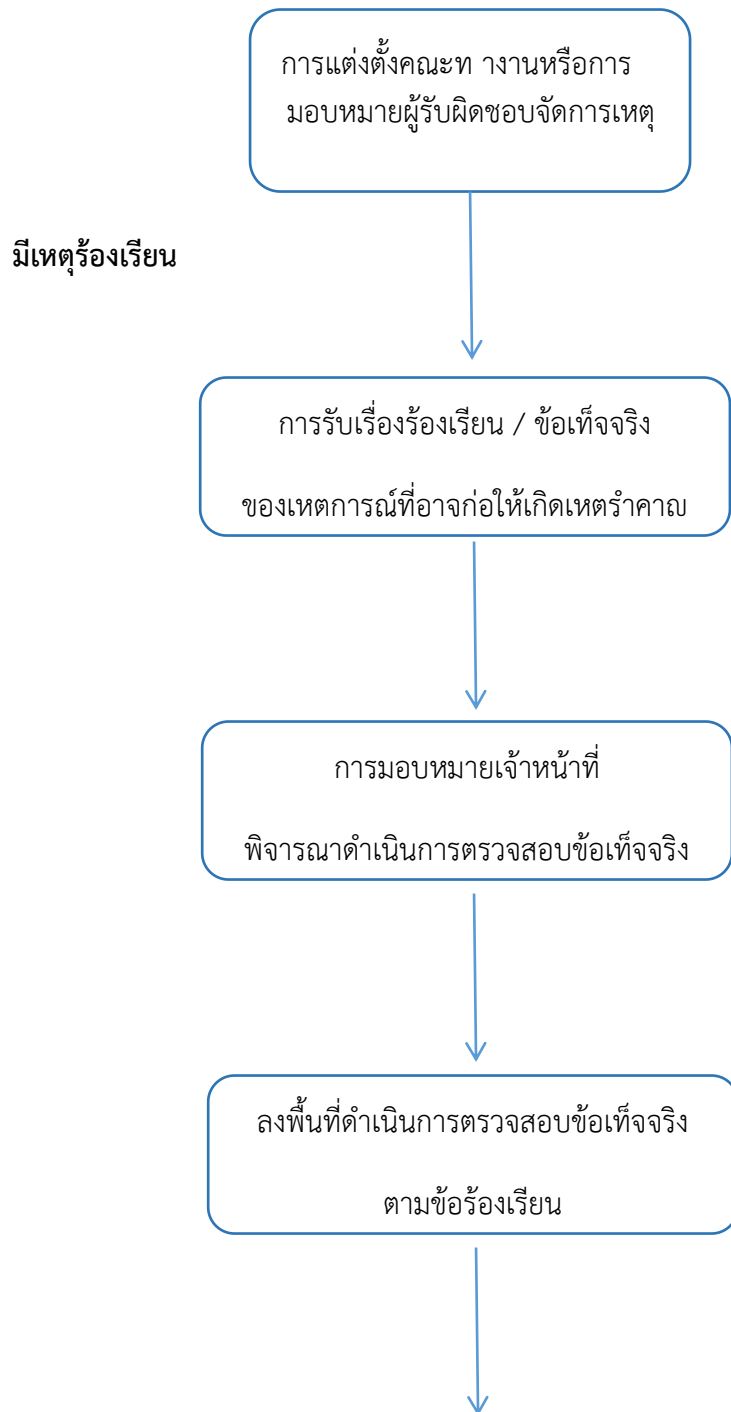 การแต่งตั้งคณะท างานหรือการ
มอบหมายผู้รับผิดชอบจัดการเหตุ
มีเหตุร้องเรียน
การรับเรื่องร้องเรียน / ข้อเท็จจริง
ของเหตการณ์ที่อาจก่อให้เกิดเหตรำคาญ
การมอบหมายเจ้าหน้าที่
พิจารณาดำเนินการตรวจสอบข้อเท็จจริง
ลงพื้นที่ดำเนินการตรวจสอบข้อเท็จจริง
ตามข้อร้องเรียน